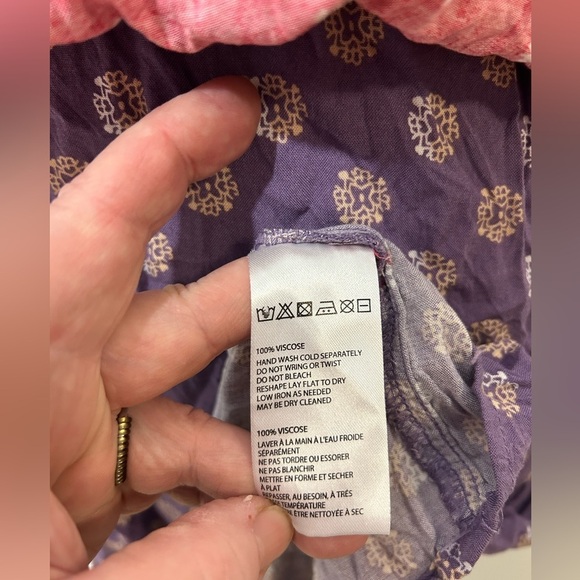 100% VISCOSE
HAND WASH COLD SEPARATELY
DO NOT WRING OR TWIST
DO NOT BLEACH
RESHAPE LAY FLAT TO DRY
LOW IRON AS NEEDED
MAY BE DRY CLEANED
100% VISCOSE
LAVER À LA MAIN À L'EAU FROIDE
SÉPARÉMENT
NE PAS TORDRE OU ESSORER
NE PAS BLANCHIR
METTRE EN FORME ET SECHER
À PLAT
REPASSER, AU BESOIN, À TRÉS
TEMPÉRATURE
ÊTRE NETTOYÉE À SEC